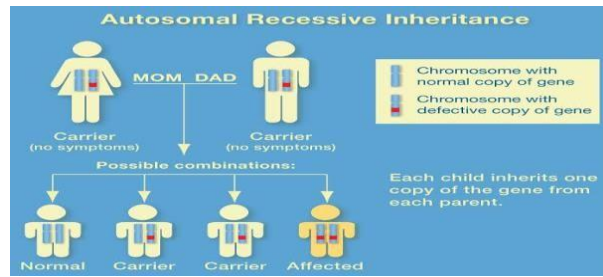 Autosomal Recessive Inheritance
MOM DAD
Carrier
(no symptoms)
Carrier
(no symptoms)
Chromosome with
normal copy of gene
Chromosome with
defective copy of gene
Possible combinations:
Each child inherits one
copy of the gene from
each parent.
Normal Carrier Carrier Affected